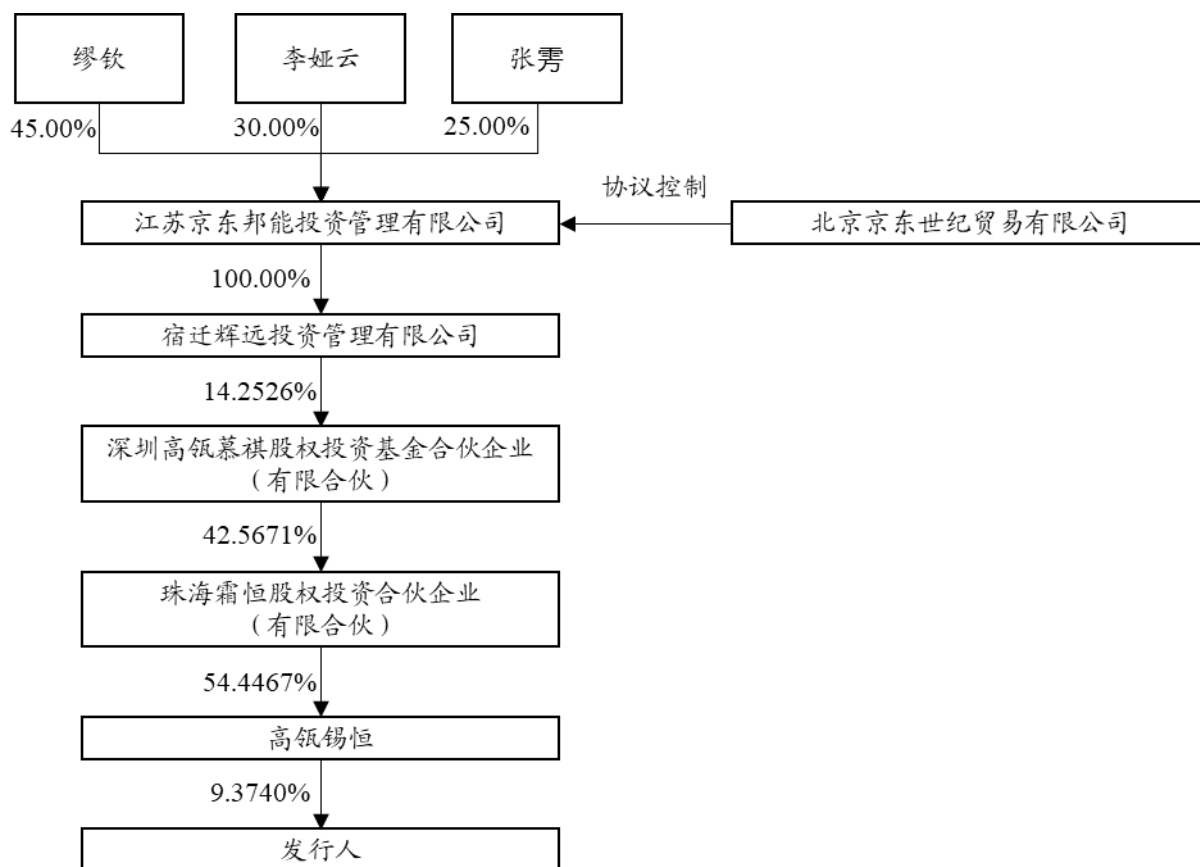 缪钦
李娅云
张雱
45.00%
30.00%
25.00%
协议控制
江苏京东邦能投资管理有限公司
北京京东世纪贸易有限公司
100.00%
宿迁辉远投资管理有限公司
14.2526%
深圳高瓴慕祺股权投资基金合伙企业
（有限合伙）
42.5671%
珠海霜恒股权投资合伙企业
（有限合伙）
54.4467%
高瓴锡恒
9.3740%
发行人